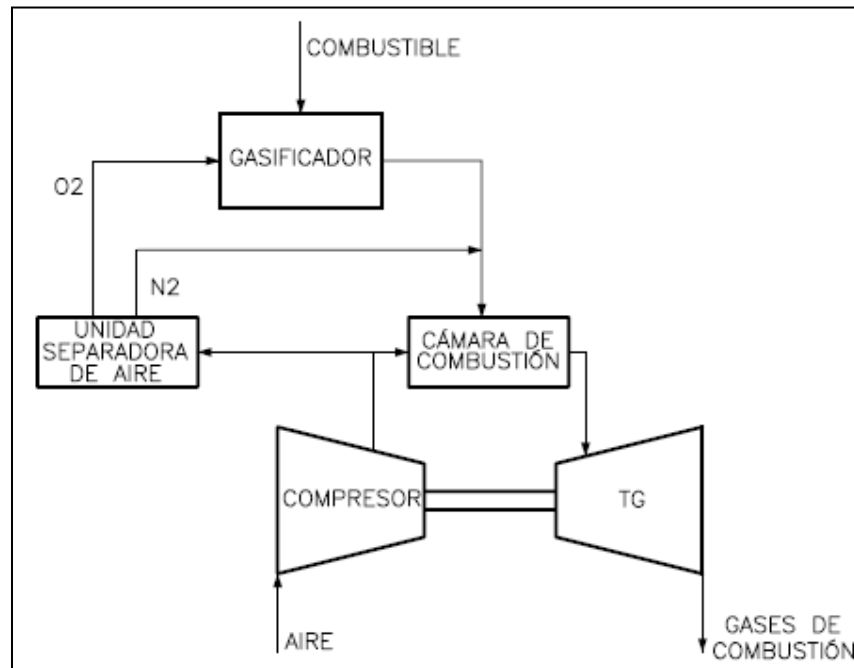 COMBUSTIBLE
GASIFICADOR
O2
N2
UNIDAD
SEPARADORA
DE AIRE
CÁMARA DE
COMBUSTIÓN
COMPRESOR
TG
AIRE
GASES DE
COMBUSTIÓN